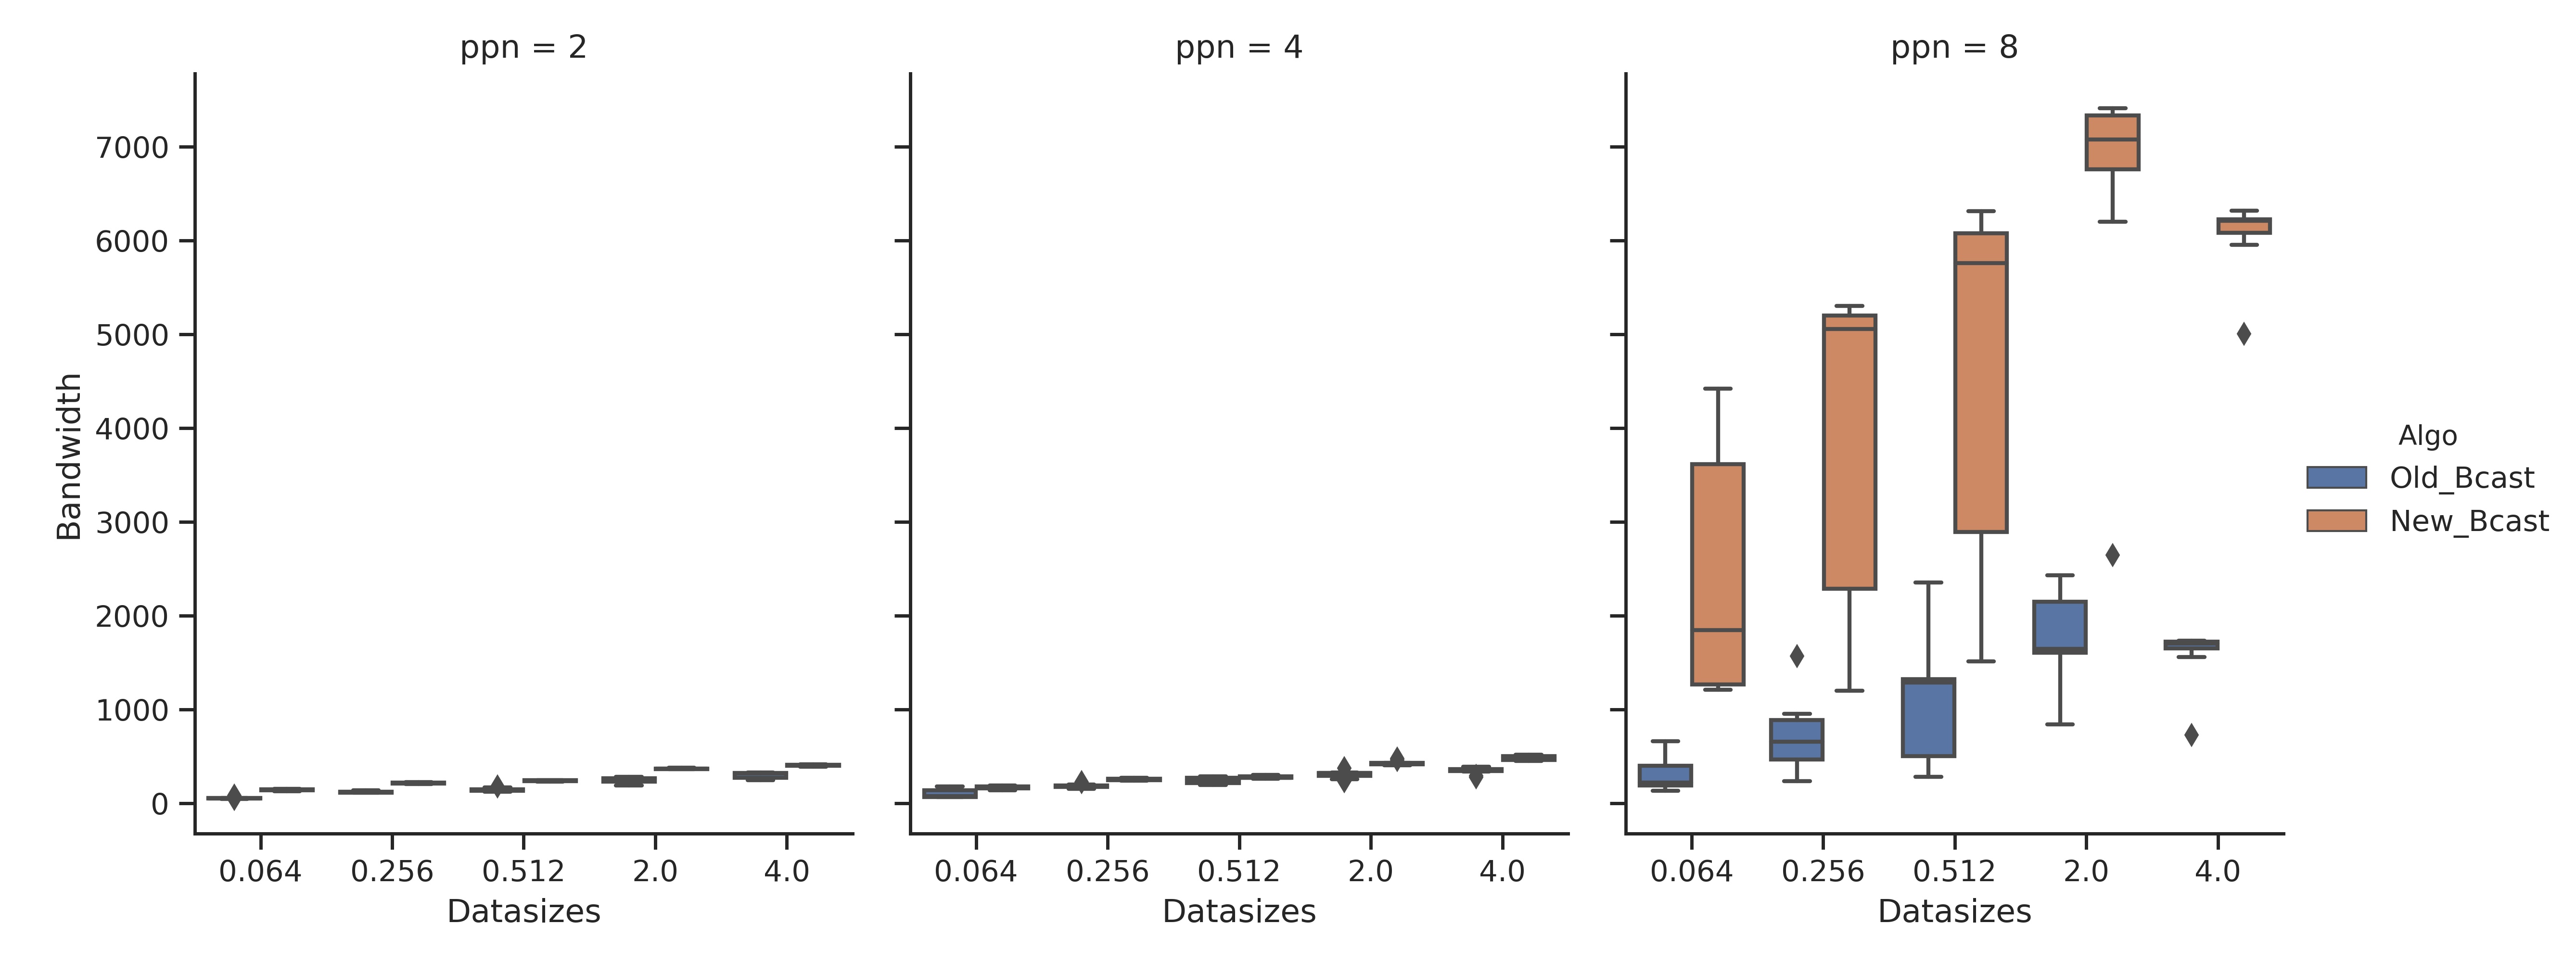 ppn = 2
ppn = 4
ppn = 8
Bandwidth
7000
6000
5000
4000
3000
2000
1000
0
0.064 0.256 0.512 2.0 4.0
Datasizes
0.064 0.256 0.512 2.0 4.0
Datasizes
0.064 0.256 0.512 2.0 4.0
Datasizes
Algo
Old_Bcast
New_Bcast